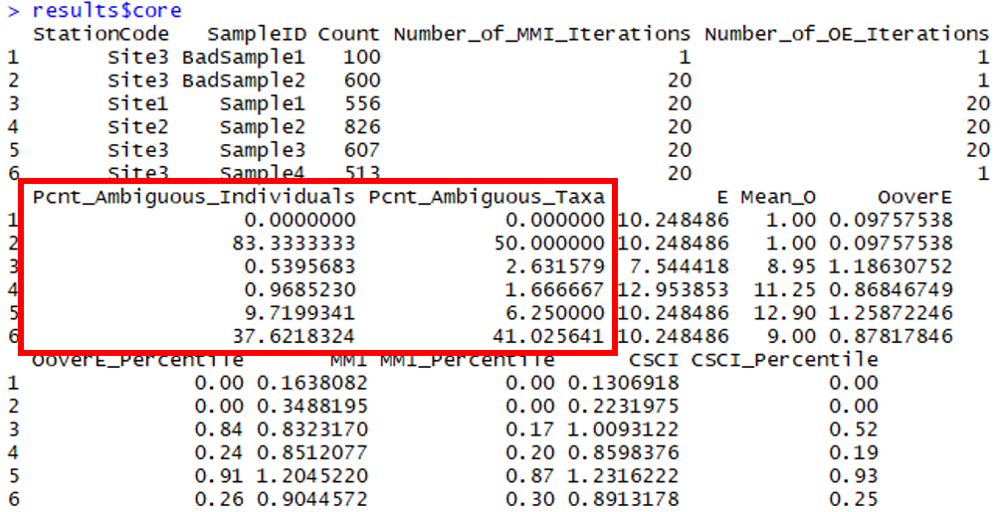 > results$core
StationCode SampleID Count Number_of_MMI_Iterations Number_of_OE_Iterations
1 Site3 BadSample1 100 1 1
2 Site3 BadSample2 600 20 1
3 Site1 Sample1 556 20 20
4 Site2 Sample2 826 20 20
5 Site3 Sample3 607 20 20
6 Site3 Sample4 513 20 1
Pcnt_Ambiguous_Individuals Pcnt_Ambiguous_Taxa E Mean_O OoverE
1 0.0000000 0.000000 10.248486 1.00 0.09757538
2 83.3333333 50.000000 10.248486 1.00 0.09757538
3 0.5395683 2.631579 7.544418 8.95 1.18630752
4 0.9685230 1.666667 12.953853 11.25 0.86846749
5 9.7199341 6.250000 10.248486 12.90 1.25872246
6 37.6218324 41.025641 10.248486 9.00 0.87817846
OoverE_Percentile MMI MMI_Percentile CSCI CSCI_Percentile
1 0.00 0.1638082 0.00 0.1306918 0.00
2 0.00 0.3488195 0.00 0.2231975 0.00
3 0.84 0.8323170 0.17 1.0093122 0.52
4 0.24 0.8512077 0.20 0.8598376 0.19
5 0.91 1.2045220 0.87 1.2316222 0.93
6 0.26 0.9044572 0.30 0.8913178 0.25